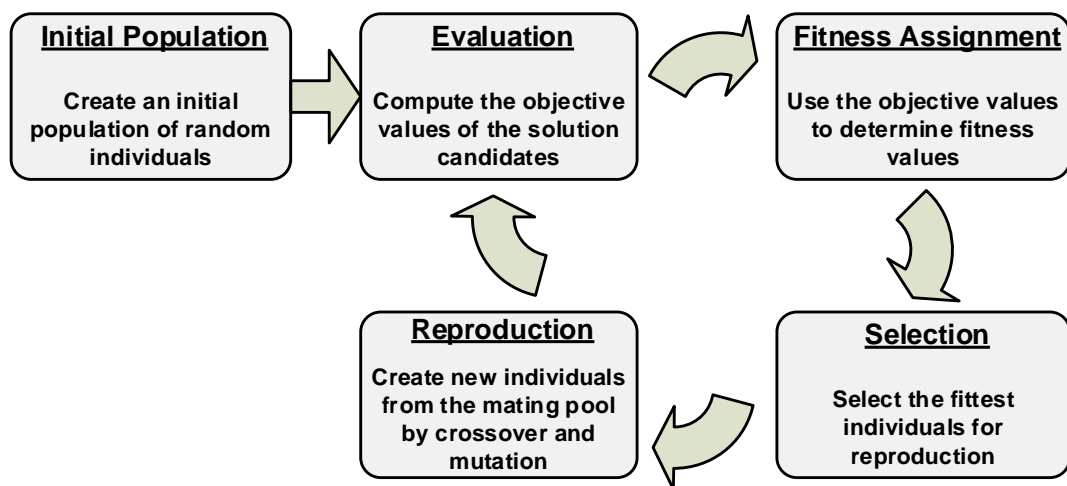 Initial Population
Create an initial
population of random
individuals
Evaluation
Compute the objective
values of the solution
candidates
Fitness Assignment
Use the objective values
to determine fitness
values
Reproduction
Create new individuals
from the mating pool
by crossover and
mutation
Selection
Select the fittest
individuals for
reproduction